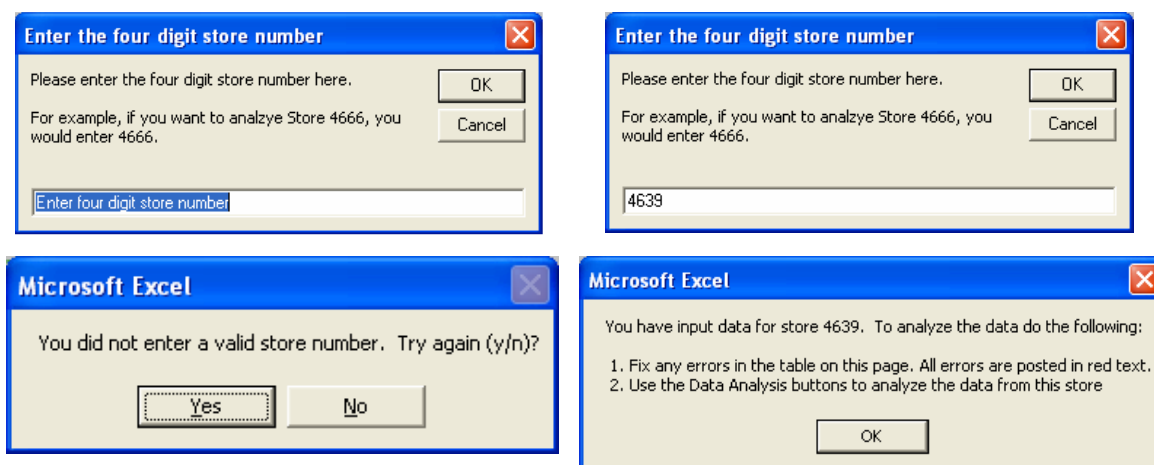 Enter the four digit store number
Please enter the four digit store number here.
OK
For example, if you want to analzye Store 4666, you
would enter 4666.
Cancel
Enter four digit store number
Enter the four digit store number
Please enter the four digit store number here.
OK
For example, if you want to analzye Store 4666, you
would enter 4666.
Cancel
4639
Microsoft Excel
You did not enter a valid store number. Try again (y/n)?
Yes
No
Microsoft Excel
You have input data for store 4639. To analyze the data do the following:
1. Fix any errors in the table on this page. All errors are posted in red text.
2. Use the Data Analysis buttons to analyze the data from this store
OK